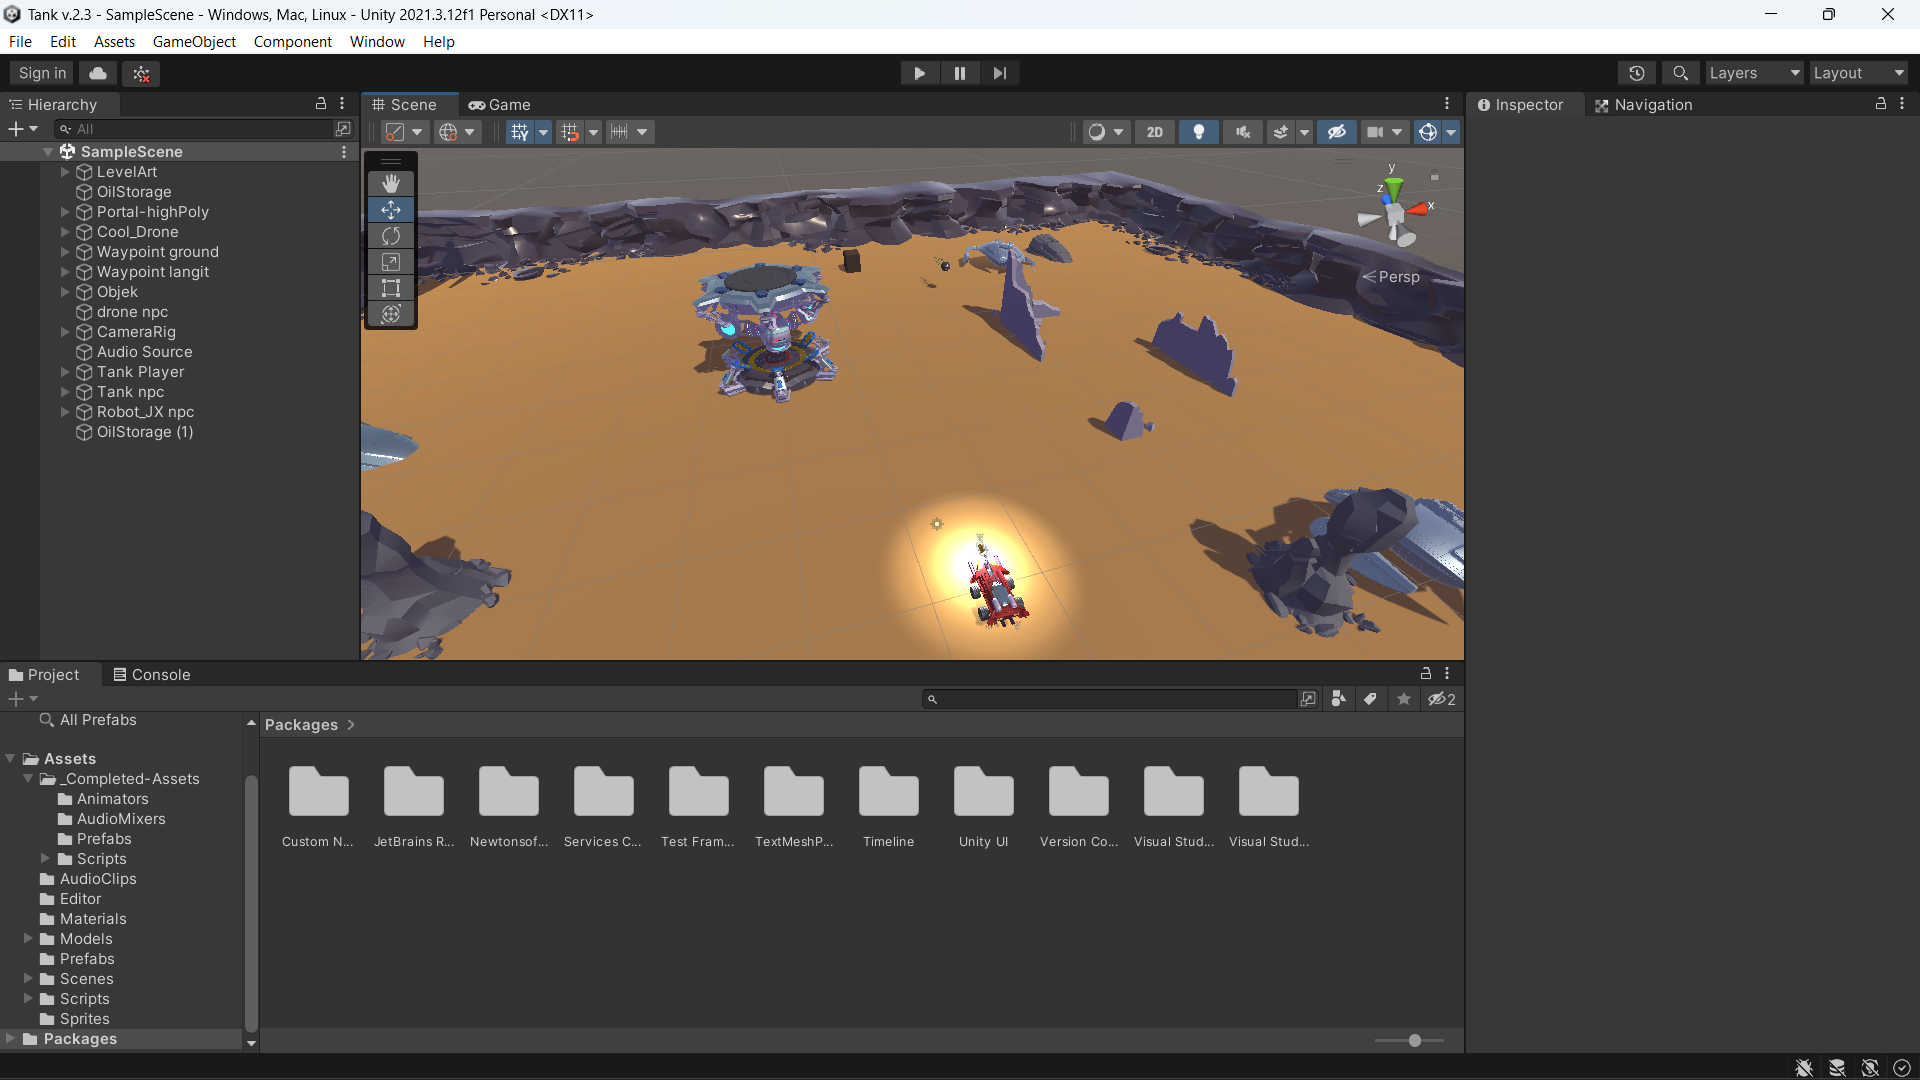 Tank v.2.3 - SampleScene - Windows, Mac, Linux - Unity 2021.3.12f1 Personal <DX11>
File Edit Assets GameObject Component Window Help
Sign in Layers Layout
Hierarchy Scene Game Inspector Navigation
All 2D
SampleScene
LevelArt
OilStorage
Portal-highPoly
Cool_Drone
Waypoint ground
Waypoint langit
Objek
drone npc
CameraRig
Audio Source
Tank Player
Tank npc
Robot_JX npc
OilStorage (1)
y
z
x
Persp
Project Console
2
All Prefabs
Assets
_Completed-Assets
Animators
AudioMixers
Prefabs
Scripts
AudioClips
Editor
Materials
Models
Prefabs
Scenes
Scripts
Sprites
Packages
Packages
Custom N... JetBrains R... Newtonsof... Services C... Test Fram... TextMeshP... Timeline Unity UI Version Co... Visual Stud... Visual Stud...